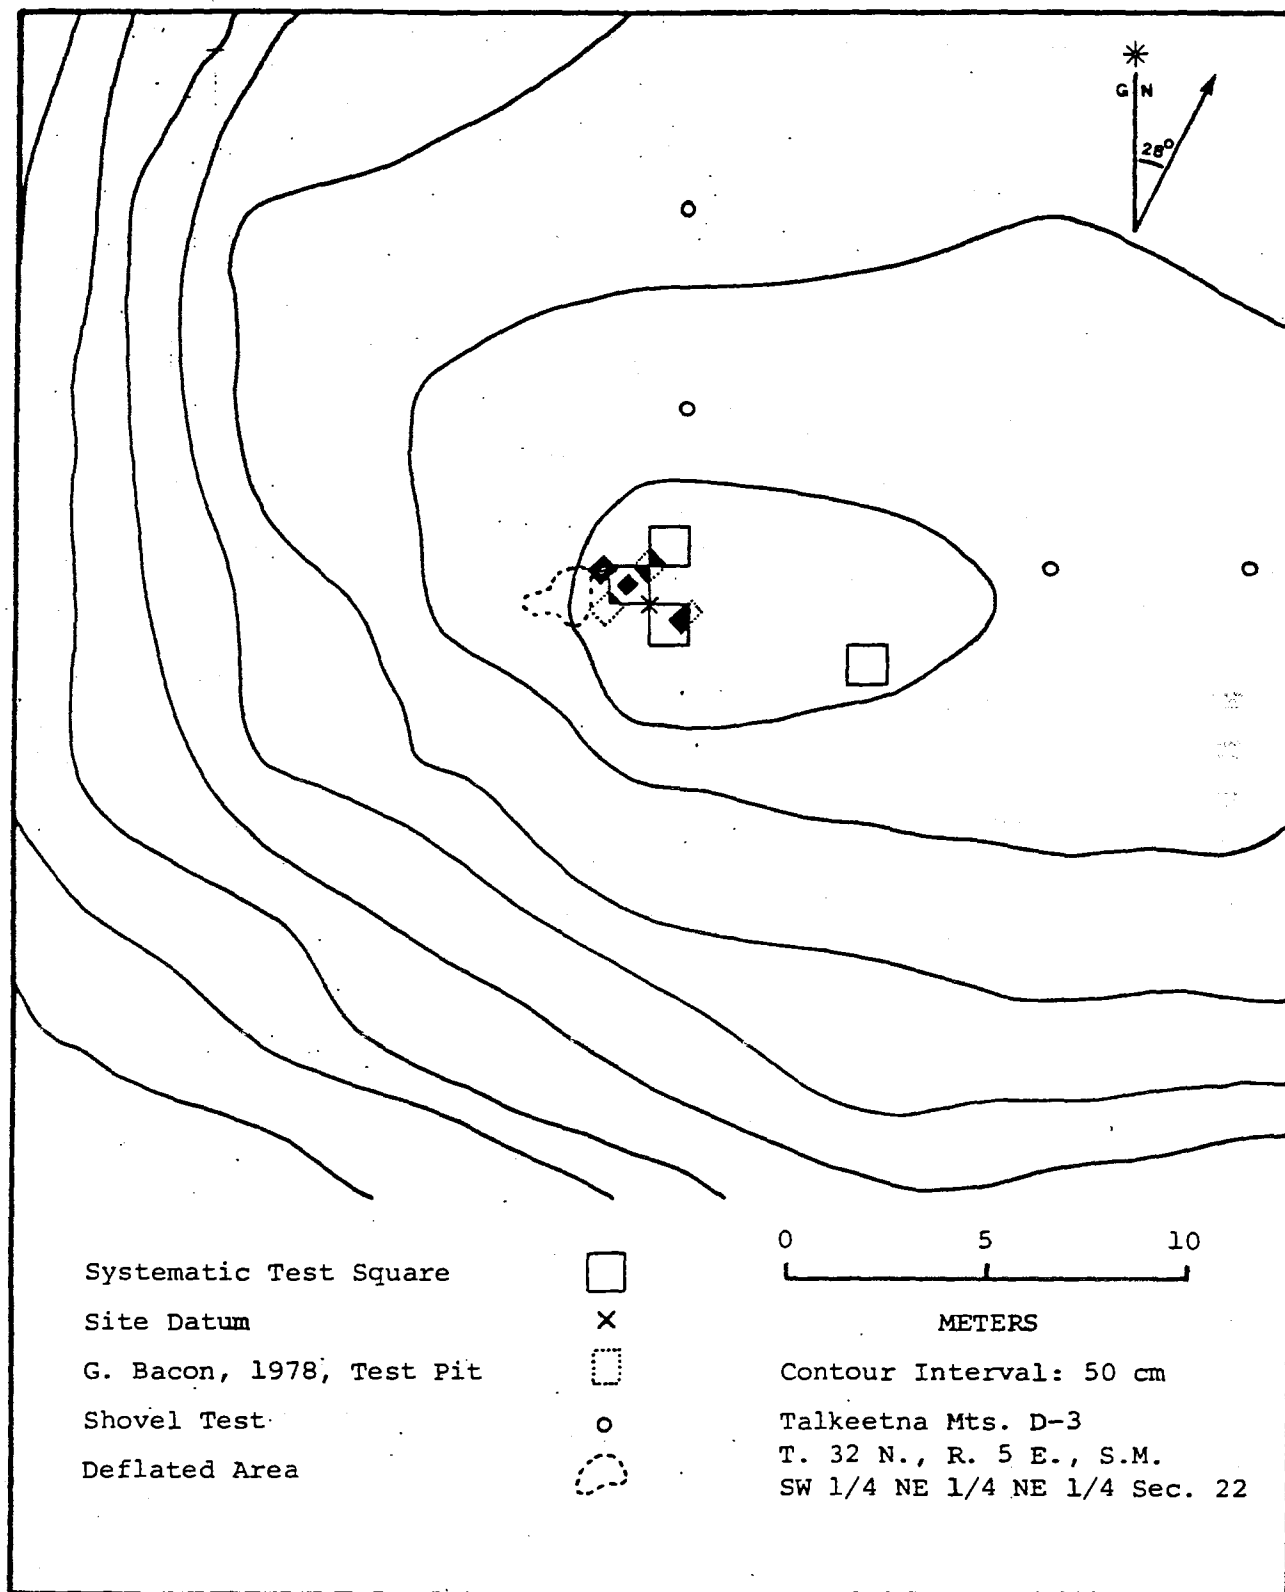 GN
28°
0 5 10
METERS
Systematic Test Square
Site Datum
G. Bacon, 1978, Test Pit
Shovel Test
Deflated Area
Contour Interval: 50 cm
Talkeetna Mts. D-3
T. 32 N., R. 5 E., S.M.
SW 1/4 NE 1/4 NE 1/4 Sec. 22